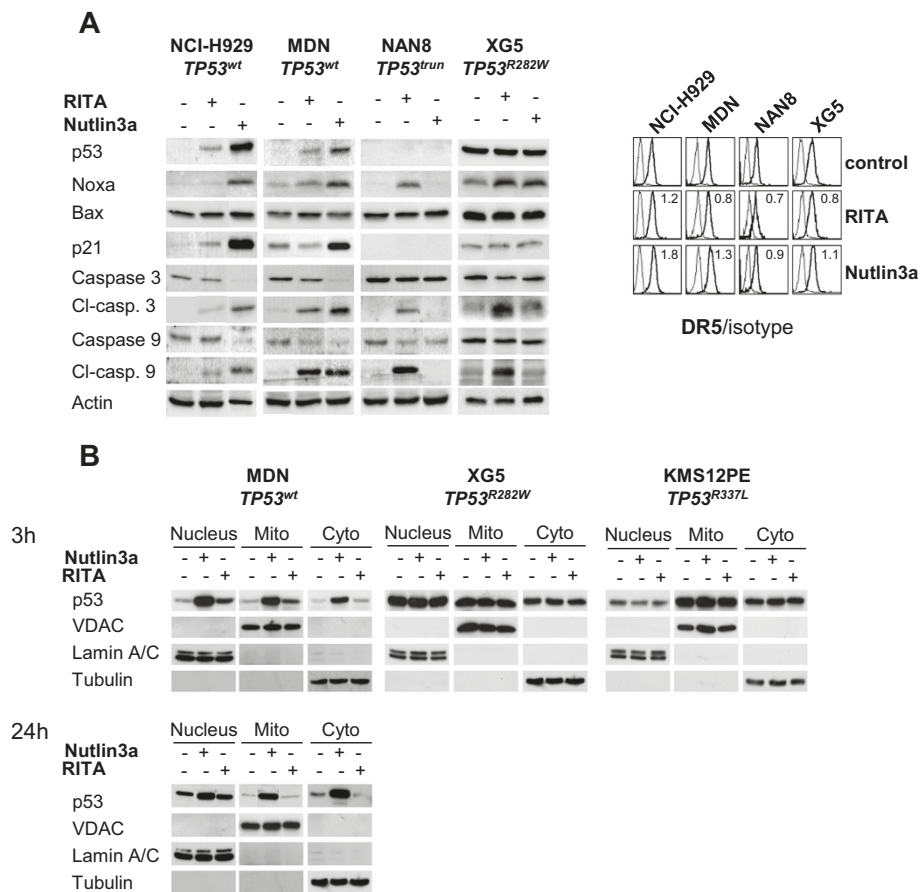 A
NCI-H929 MDN NAN8 XG5
TP53wt TP53wt TP53trun TP53R282W
RITA - + - - + - - + - - + -
Nutlin3a - - + - - + - - + - - +
p53
Noxa
Bax
p21
Caspase 3
Cl-casp. 3
Caspase 9
Cl-casp. 9
Actin
NCI-H929 MDN NAN8 XG5
control
1.2 0.8 0.7 0.8 RITA
1.8 1.3 0.9 1.1 Nutlin3a
DR5/isotype
B
MDN XG5 KMS12PE
TP53wt TP53R282W TP53R337L
3h
Nucleus Mito Cyto Nucleus Mito Cyto Nucleus Mito Cyto
Nutlin3a - + - - + - - + - - + - - + - - + - - + - - + - - + -
RITA - - + - - + - - + - - + - - + - - + - - + - - + - - +
p53
VDAC
Lamin A/C
Tubulin
24h
Nucleus Mito Cyto
Nutlin3a - + - - + - - + -
RITA - - + - - + - - +
p53
VDAC
Lamin A/C
Tubulin